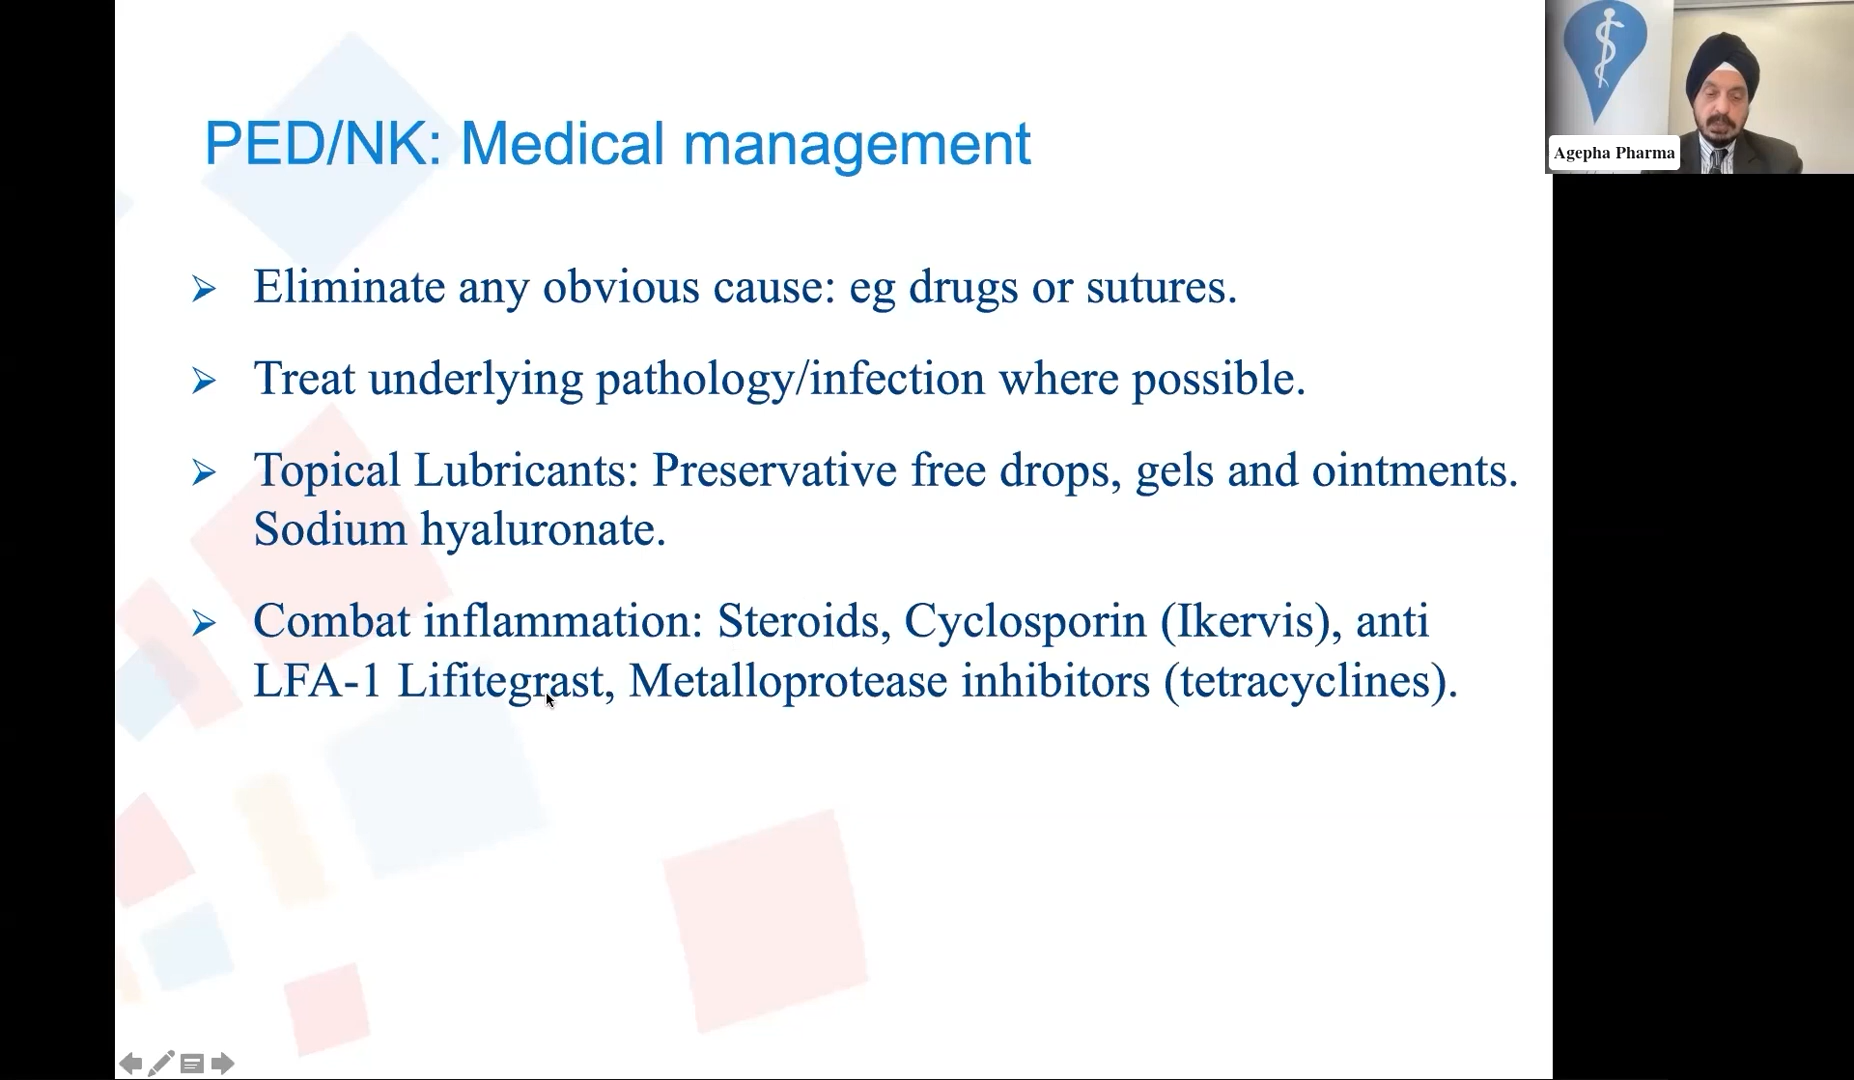 PED/NK: Medical management
Eliminate any obvious cause: eg drugs or sutures.
Treat underlying pathology/infection where possible.
Topical Lubricants: Preservative free drops, gels and ointments.
Sodium hyaluronate.
Combat inflammation: Steroids, Cyclosporin (Ikervis), anti
LFA-1 Lifitegrast, Metalloprotease inhibitors (tetracyclines).
Agepha Pharma